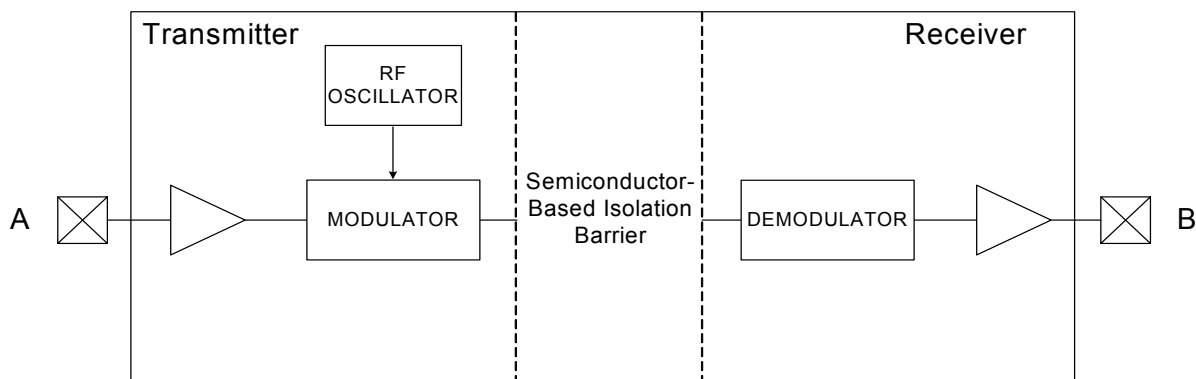 Transmitter
Receiver
RF
OSCILLATOR
A
MODULATOR
Semiconductor-
Based Isolation
Barrier
DEMODULATOR
B